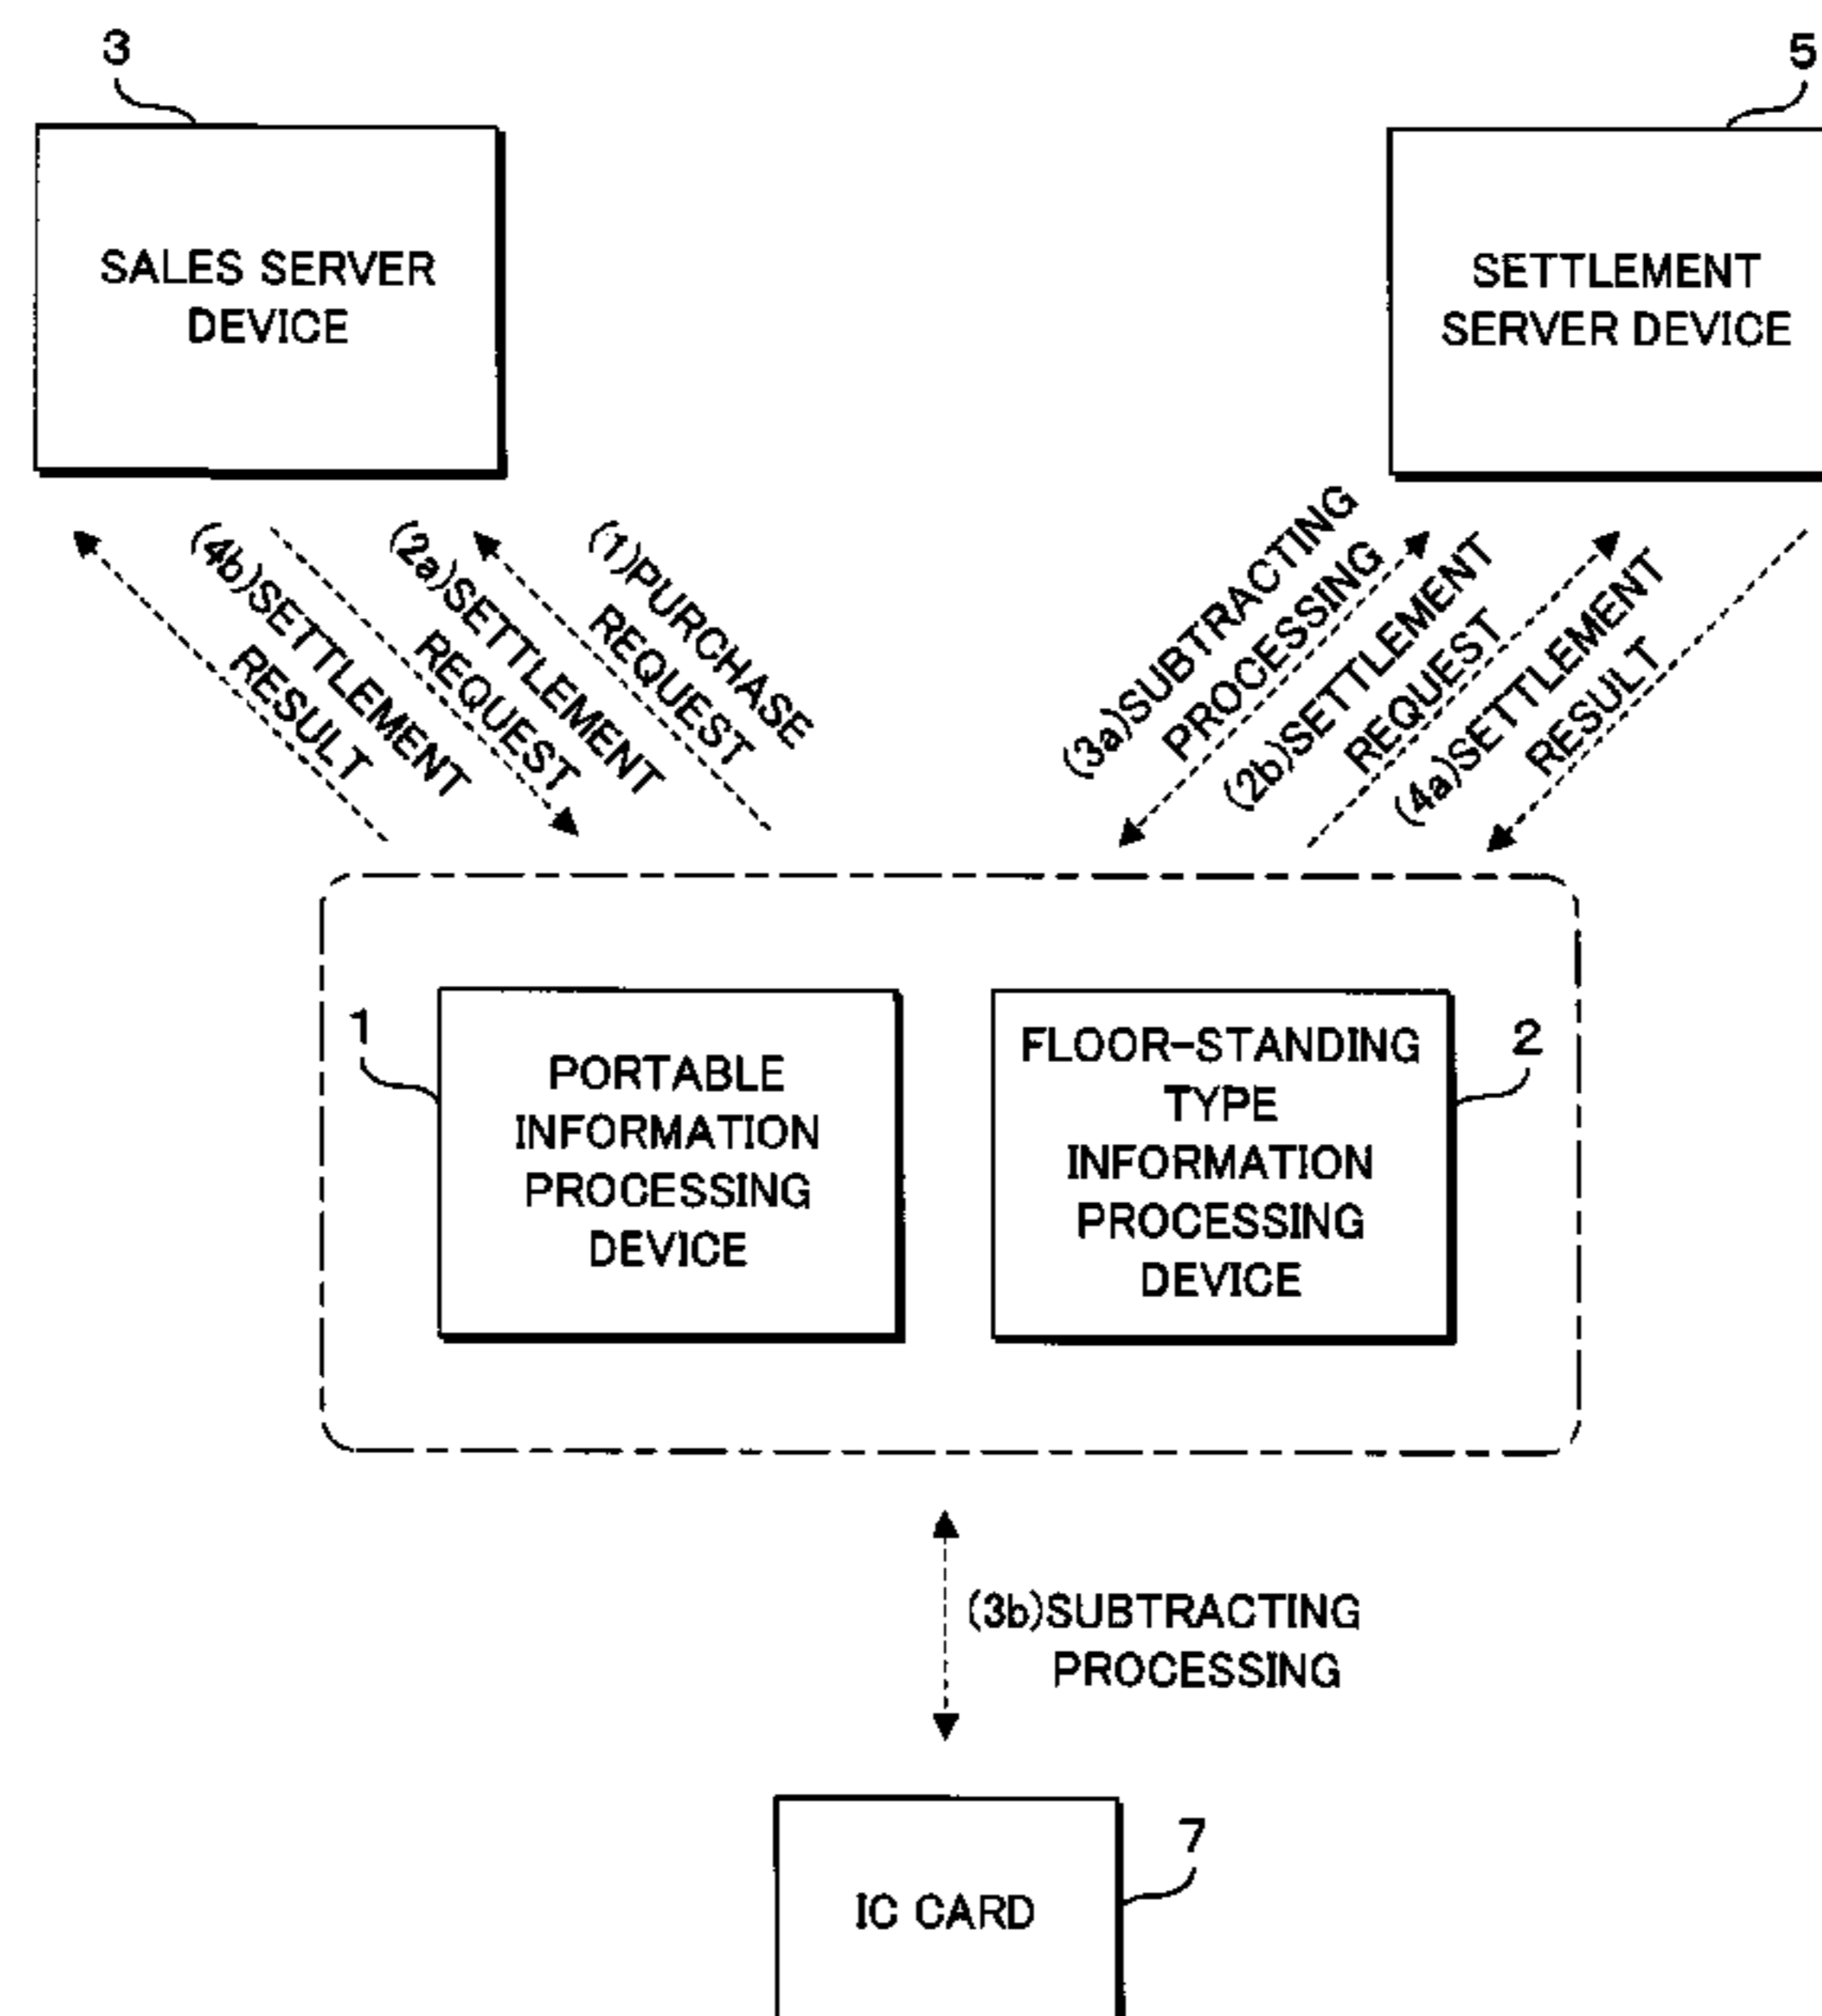 3
5
SALES SERVER
DEVICE
SETTLEMENT
SERVER DEVICE
(4b)SETTLEMENT
RESULT
(2a)SETTLEMENT
REQUEST
(1)PURCHASE
REQUEST
(3a)SUBTRACTING
PROCESSING
(2b)SETTLEMENT
REQUEST
(4a)SETTLEMENT
RESULT
1
PORTABLE
INFORMATION
PROCESSING
DEVICE
FLOOR-STANDING
TYPE
INFORMATION
PROCESSING
DEVICE
2
(3b)SUBTRACTING
PROCESSING
7
IC CARD